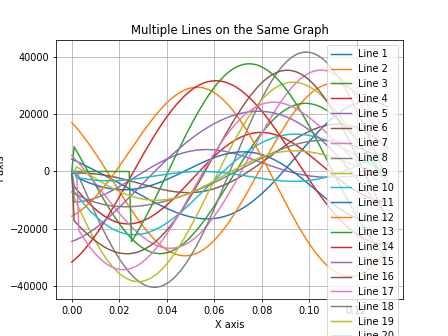 Multiple Lines on the Same Graph
40000
20000
0
−20000
−40000
0.00
0.02
0.04
0.06
0.08
0.10
X axis
Line 1
Line 2
Line 3
Line 4
Line 5
Line 6
Line 7
Line 8
Line 9
Line 10
Line 11
Line 12
Line 13
Line 14
Line 15
Line 16
Line 17
Line 18
Line 19
Line 20